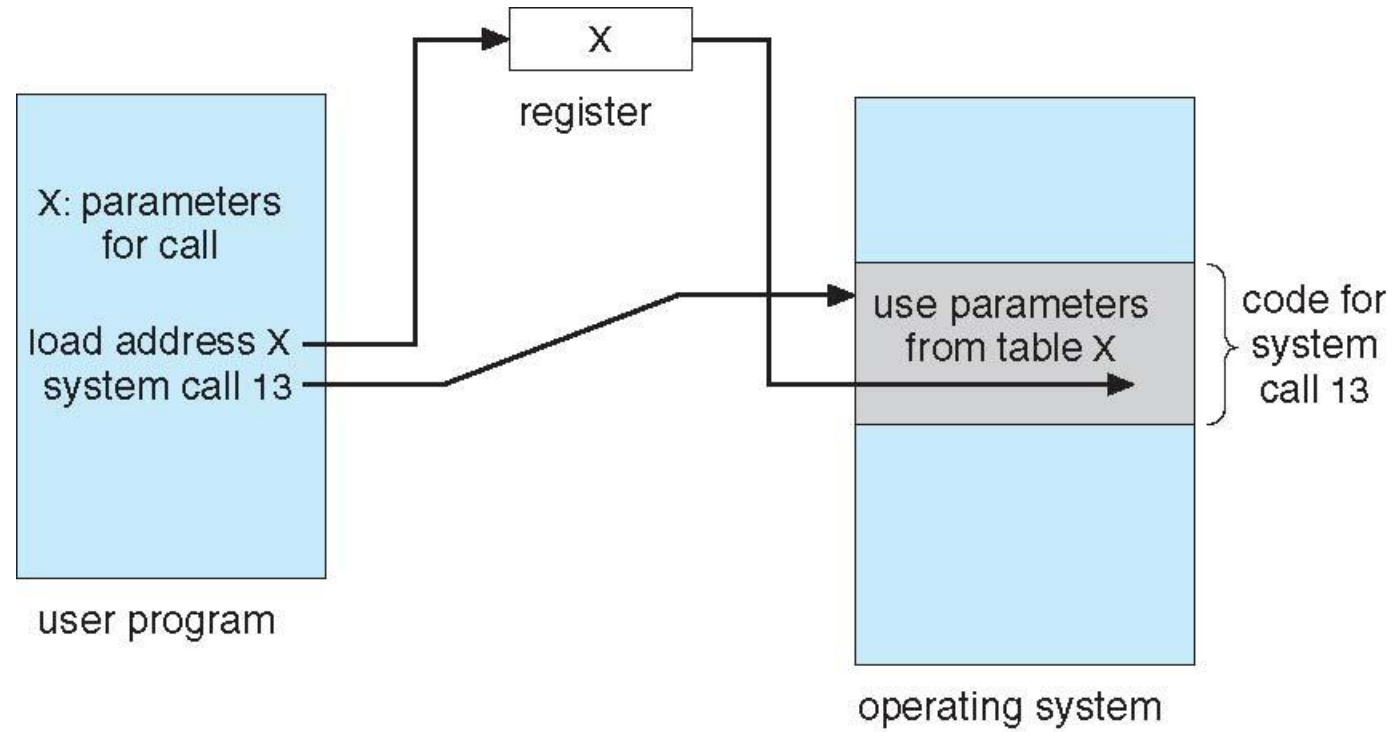 X
register
X: parameters
for call
load address X
system call 13
user program
use parameters
from table X
code for
system
call 13
operating system